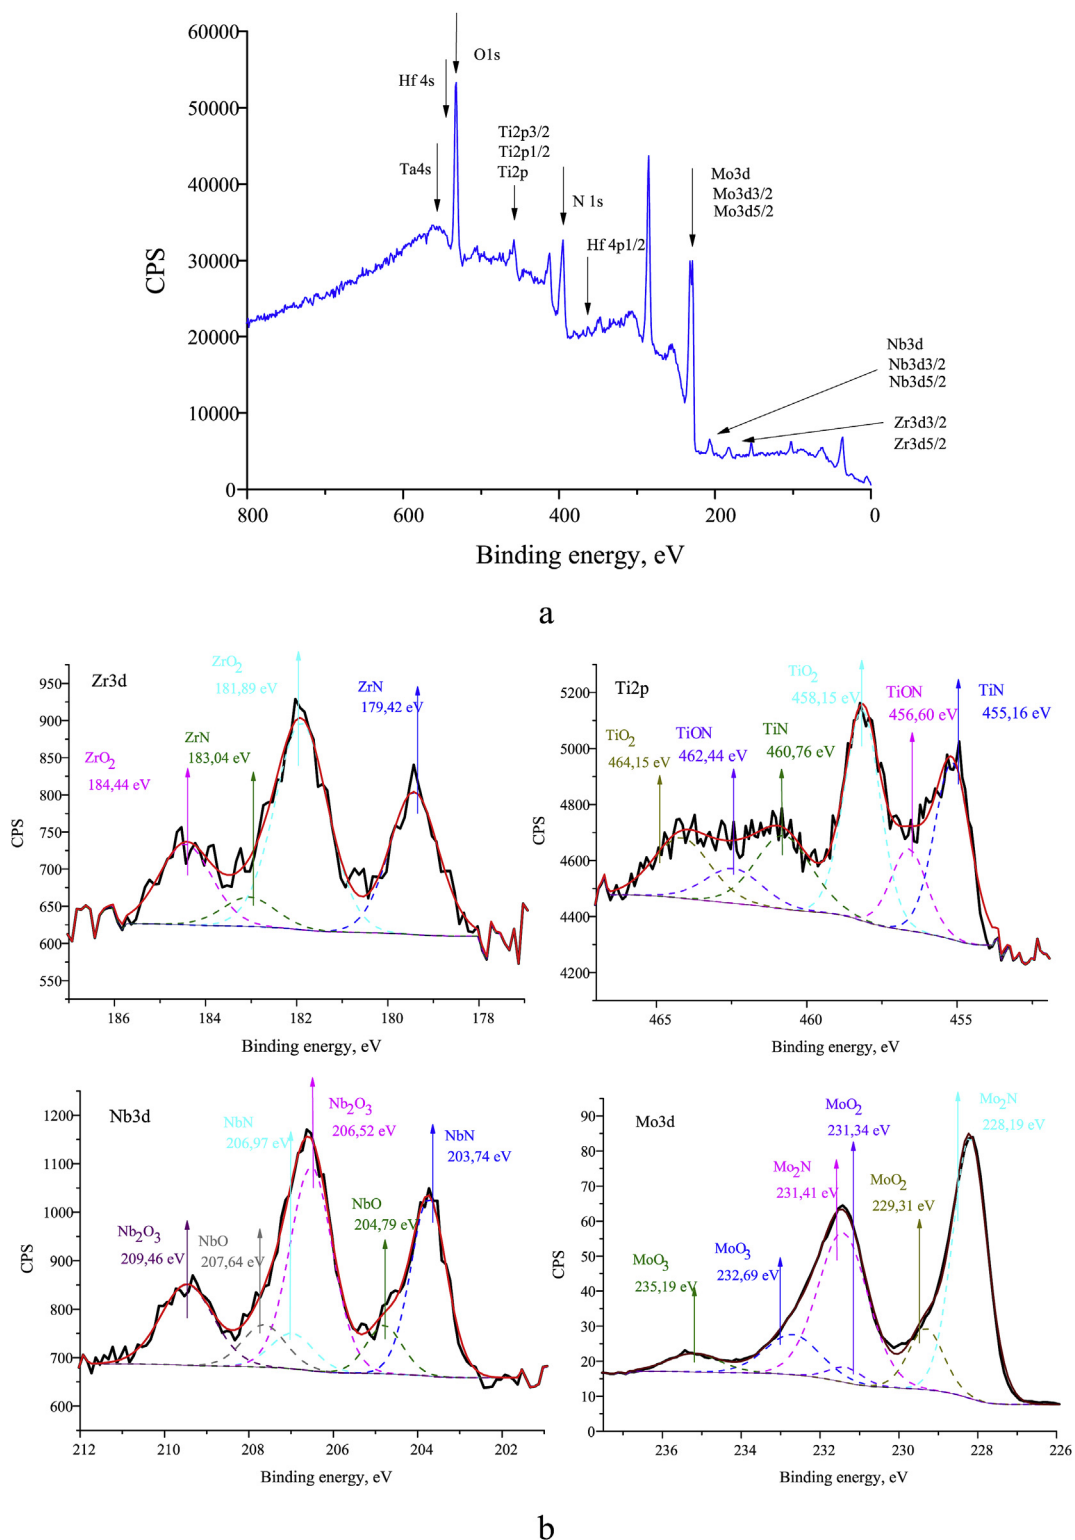 60000
50000
40000
30000
20000
10000
0
CPS
800
600
400
200
0
Binding energy, eV
O1s
Hf 4s
Ta4s
Ti2p3/2
Ti2p1/2
Ti2p
N 1s
Hf 4p1/2
Mo3d
Mo3d3/2
Mo3d5/2
Nb3d
Nb3d3/2
Nb3d5/2
Zr3d3/2
Zr3d5/2
a
Zr3d
ZrO2
181,89 eV
ZrN
179,42 eV
ZrN
183,04 eV
ZrO2
184,44 eV
950
900
850
800
750
700
650
600
550
CPS
186
184
182
180
178
Binding energy, eV
Ti2p
TiO2
458,15 eV
TiON
456,60 eV
TiN
455,16 eV
TiO2
464,15 eV
TiON
462,44 eV
TiN
460,76 eV
5200
5000
4800
4600
4400
4200
CPS
465
460
455
Binding energy, eV
Nb3d
NbN
206,97 eV
Nb2O3
206,52 eV
NbN
203,74 eV
NbO
204,79 eV
Nb2O3
209,46 eV
NbO
207,64 eV
1200
1100
1000
900
800
700
600
CPS
212
210
208
206
204
202
Binding energy, eV
Mo3d
MoO2
231,34 eV
Mo2N
228,19 eV
Mo2N
231,41 eV
MoO2
229,31 eV
MoO3
232,69 eV
MoO3
235,19 eV
90
80
70
60
50
40
30
20
10
0
CPS
236
234
232
230
228
226
Binding energy, eV
b